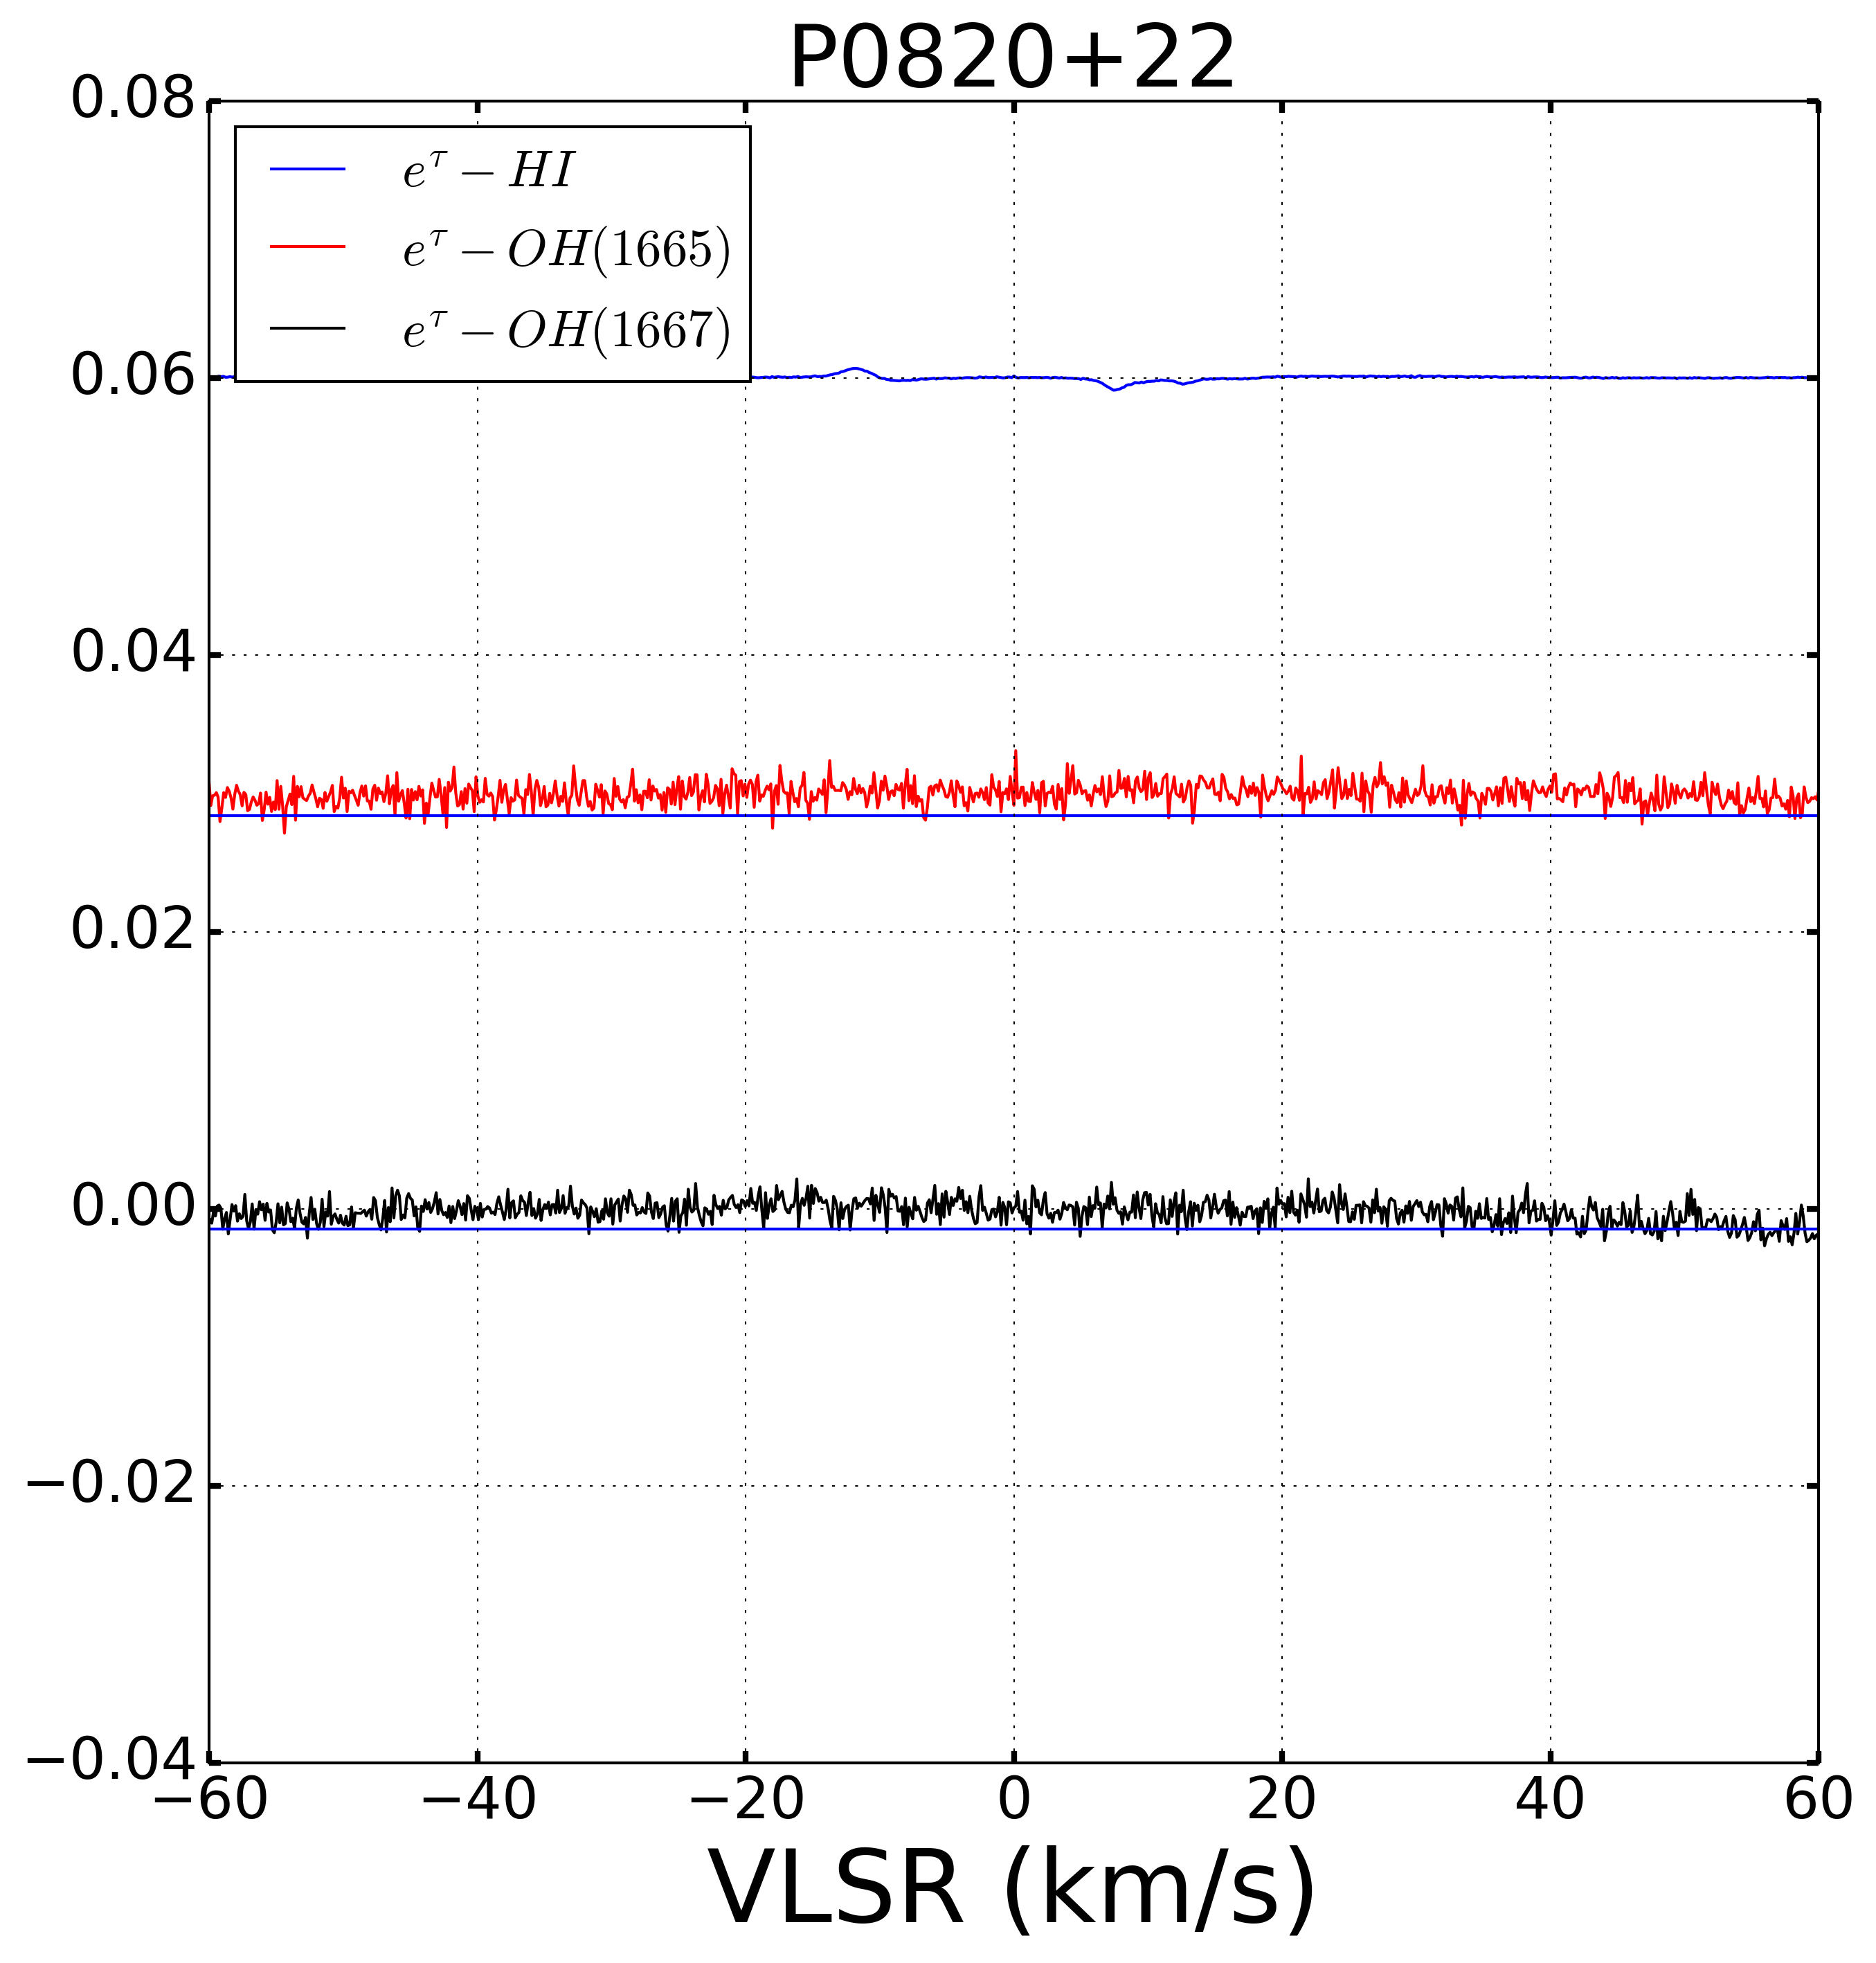 P0820+22
0.08
0.06
0.04
0.02
0.00
−0.02
−0.04
e^τ − HI
e^τ − OH(1665)
e^τ − OH(1667)
−60 −40 −20 0 20 40 60
VLSR (km/s)